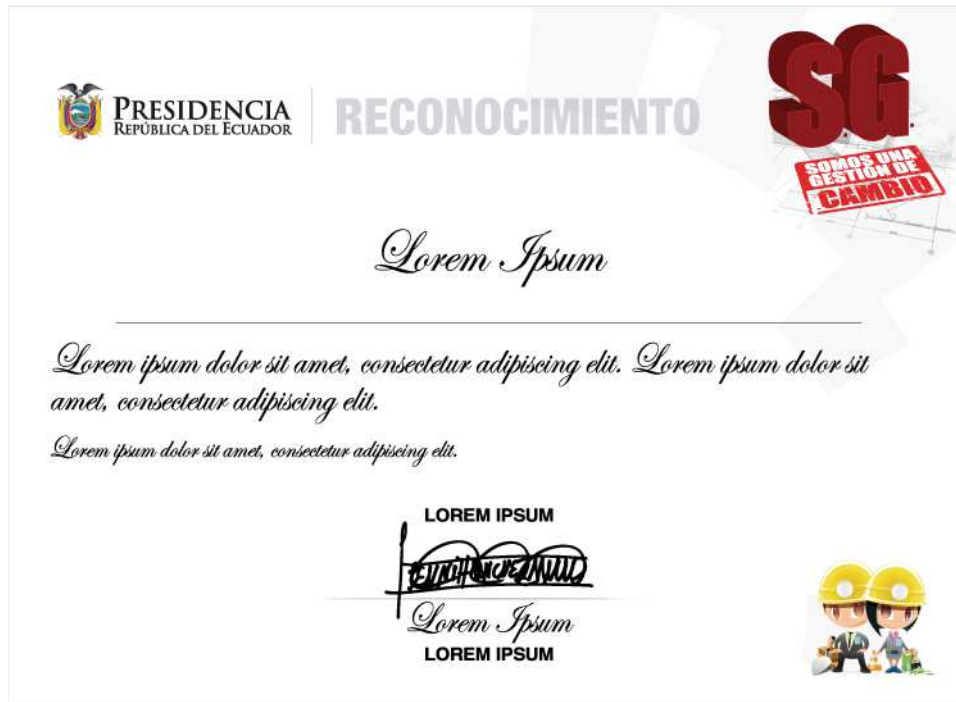 PRESIDENCIA
REPÚBLICA DEL ECUADOR
RECONOCIMIENTO
S.G.
SOMOS UNA
GESTIÓN DE
CAMBIO
Lorem Ipsum
Lorem ipsum dolor sit amet, consectetur adipiscing elit. Lorem ipsum dolor sit
amet, consectetur adipiscing elit.
Lorem ipsum dolor sit amet, consectetur adipiscing elit.
LOREM IPSUM
Lorem Ipsum
LOREM IPSUM